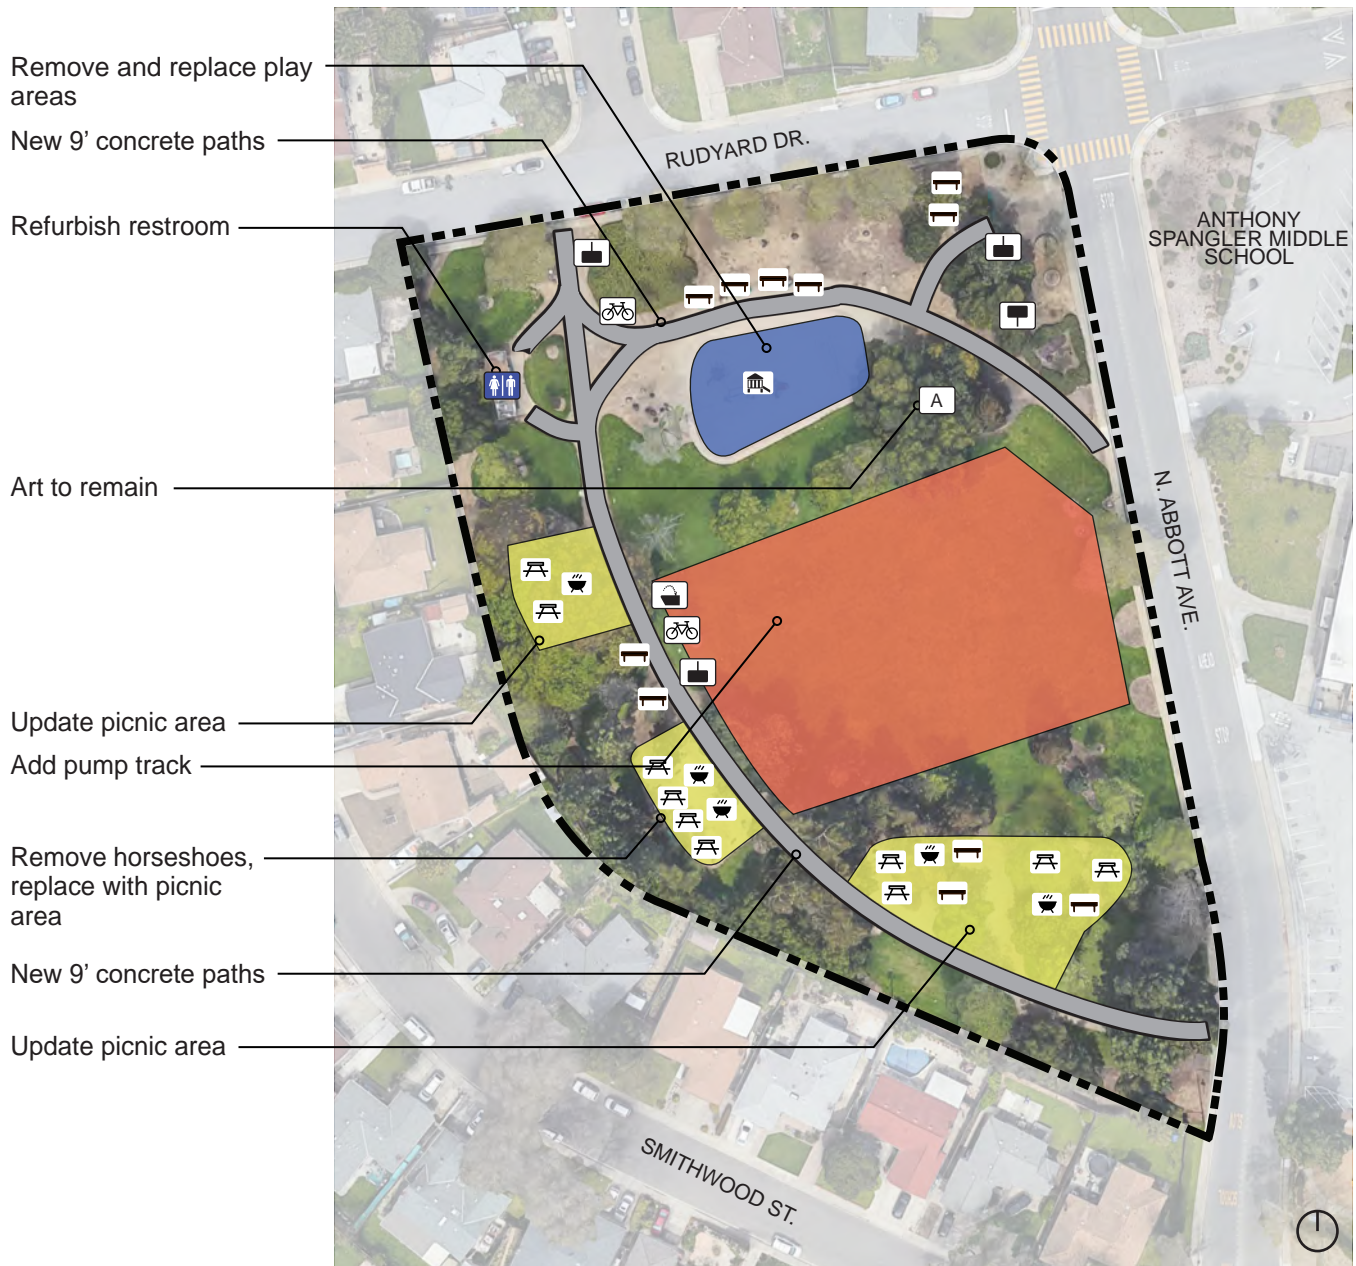 Remove and replace play
areas
New 9’ concrete paths
Refurbish restroom
Art to remain
Update picnic area
Add pump track
Remove horseshoes,
replace with picnic
area
New 9’ concrete paths
Update picnic area
RUDYARD DR.
ANTHONY
SPANGLER MIDDLE
SCHOOL
A
N. ABBOTT AVE.
SMITHWOOD ST.